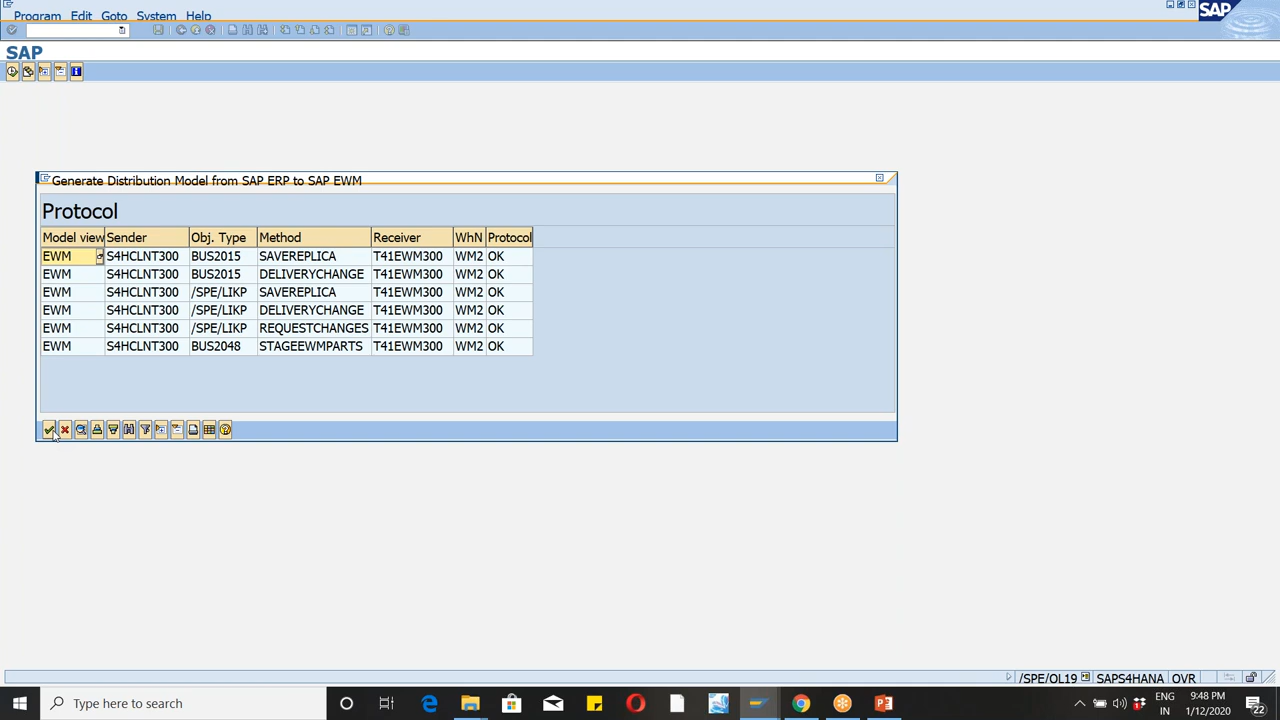 Program Edit Goto System Help
SAP
SAP
Generate Distribution Model from SAP ERP to SAP EWM
Protocol
Model view Sender Obj. Type Method Receiver WhN Protocol
EWM S4HCLNT300 BUS2015 SAVEREPLICA T41EWM300 WM2 OK
EWM S4HCLNT300 BUS2015 DELIVERYCHANGE T41EWM300 WM2 OK
EWM S4HCLNT300 /SPE/LIKP SAVEREPLICA T41EWM300 WM2 OK
EWM S4HCLNT300 /SPE/LIKP DELIVERYCHANGE T41EWM300 WM2 OK
EWM S4HCLNT300 /SPE/LIKP REQUESTCHANGES T41EWM300 WM2 OK
EWM S4HCLNT300 BUS2048 STAGEEWMPARTS T41EWM300 WM2 OK
/SPE/OL19 SAPS4HANA OVR
Type here to search
ENG
IN
9:48 PM
1/12/2020
22